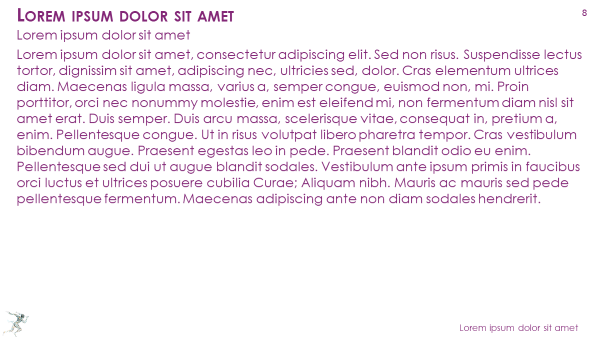 LOREM IPSUM DOLOR SIT AMET
8
Lorem ipsum dolor sit amet
Lorem ipsum dolor sit amet, consectetur adipiscing elit. Sed non risus. Suspendisse lectus
tortor, dignissim sit amet, adipiscing nec, ultricies sed, dolor. Cras elementum ultrices
diam. Maecenas ligula massa, varius a, semper congue, euismod non, mi. Proin
porttitor, orci nec nonummy molestie, enim est eleifend mi, non fermentum diam nisl sit
amet erat. Duis semper. Duis arcu massa, scelerisque vitae, consequat in, pretium a,
enim. Pellentesque congue. Ut in risus volutpat libero pharetra tempor. Cras vestibulum
bibendum augue. Praesent egestas leo in pede. Praesent blandit odio eu enim.
Pellentesque sed dui ut augue blandit sodales. Vestibulum ante ipsum primis in faucibus
orci luctus et ultrices posuere cubilia Curae; Aliquam nibh. Mauris ac mauris sed pede
pellentesque fermentum. Maecenas adipiscing ante non diam sodales hendrerit.
Lorem ipsum dolor sit amet